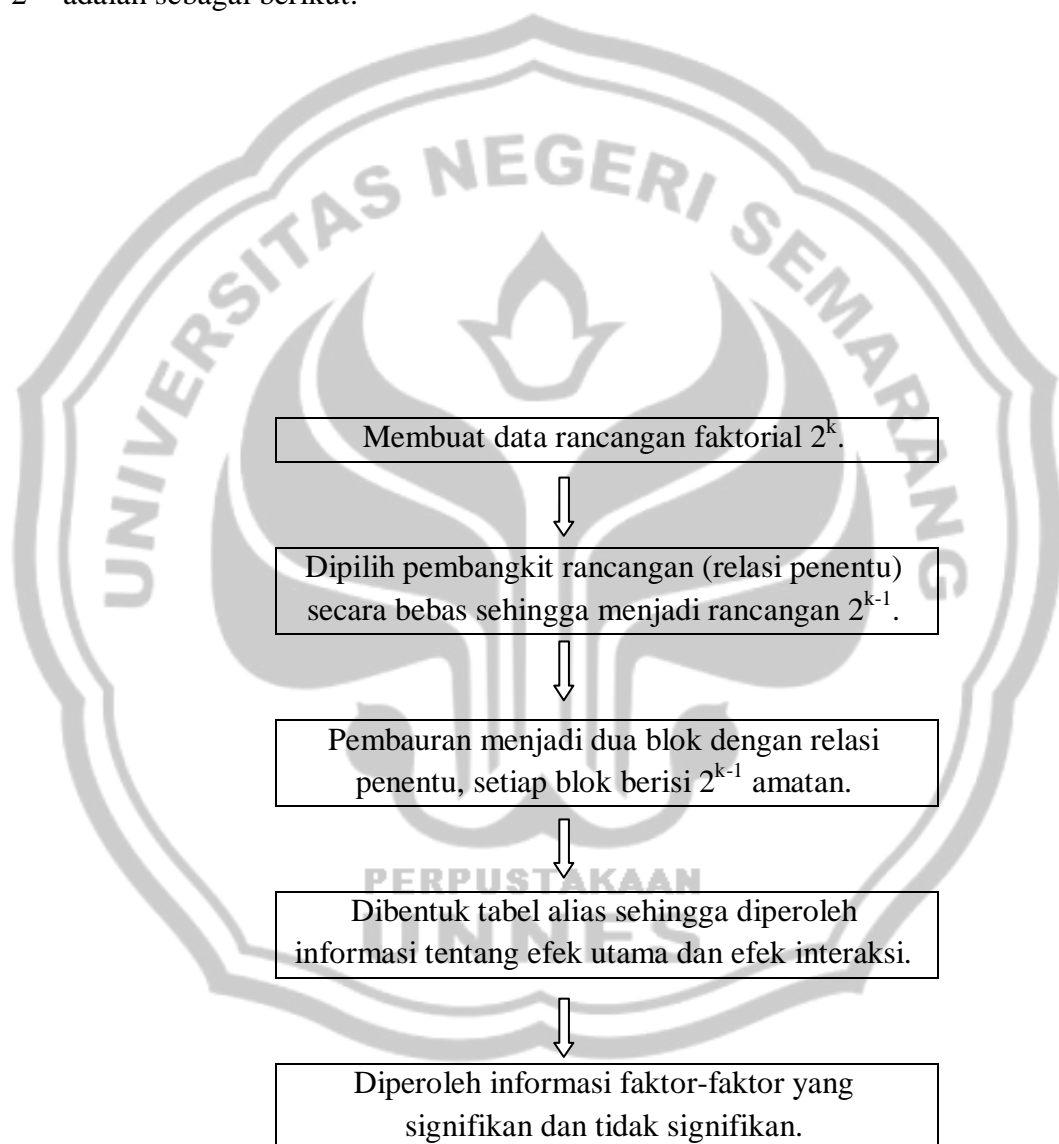 2 adalah sebagai berikut:
UNIVERSITAS NEGERI SEMARANG
Membuat data rancangan faktorial 2^k.
Dipilih pembangkit rancangan (relasi penentu)
secara bebas sehingga menjadi rancangan 2^k-1.
Pembauran menjadi dua blok dengan relasi
penentu, setiap blok berisi 2^k-1 amatan.
PERPUSTAKAAN
UNNES
Dibentuk tabel alias sehingga diperoleh
informasi tentang efek utama dan efek interaksi.
Diperoleh informasi faktor-faktor yang
signifikan dan tidak signifikan.